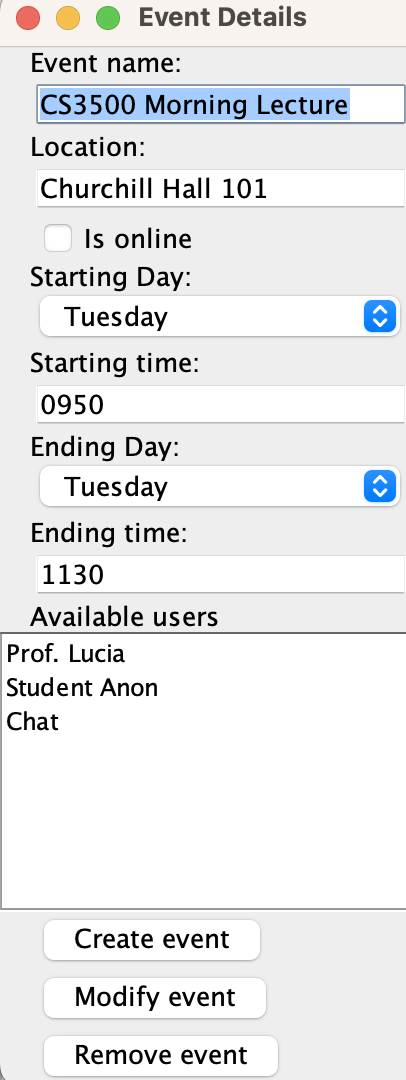 Event Details
Event name:
CS3500 Morning Lecture
Location:
Churchill Hall 101
Is online
Starting Day:
Tuesday
Starting time:
0950
Ending Day:
Tuesday
Ending time:
1130
Available users
Prof. Lucia
Student Anon
Chat
Create event
Modify event
Remove event